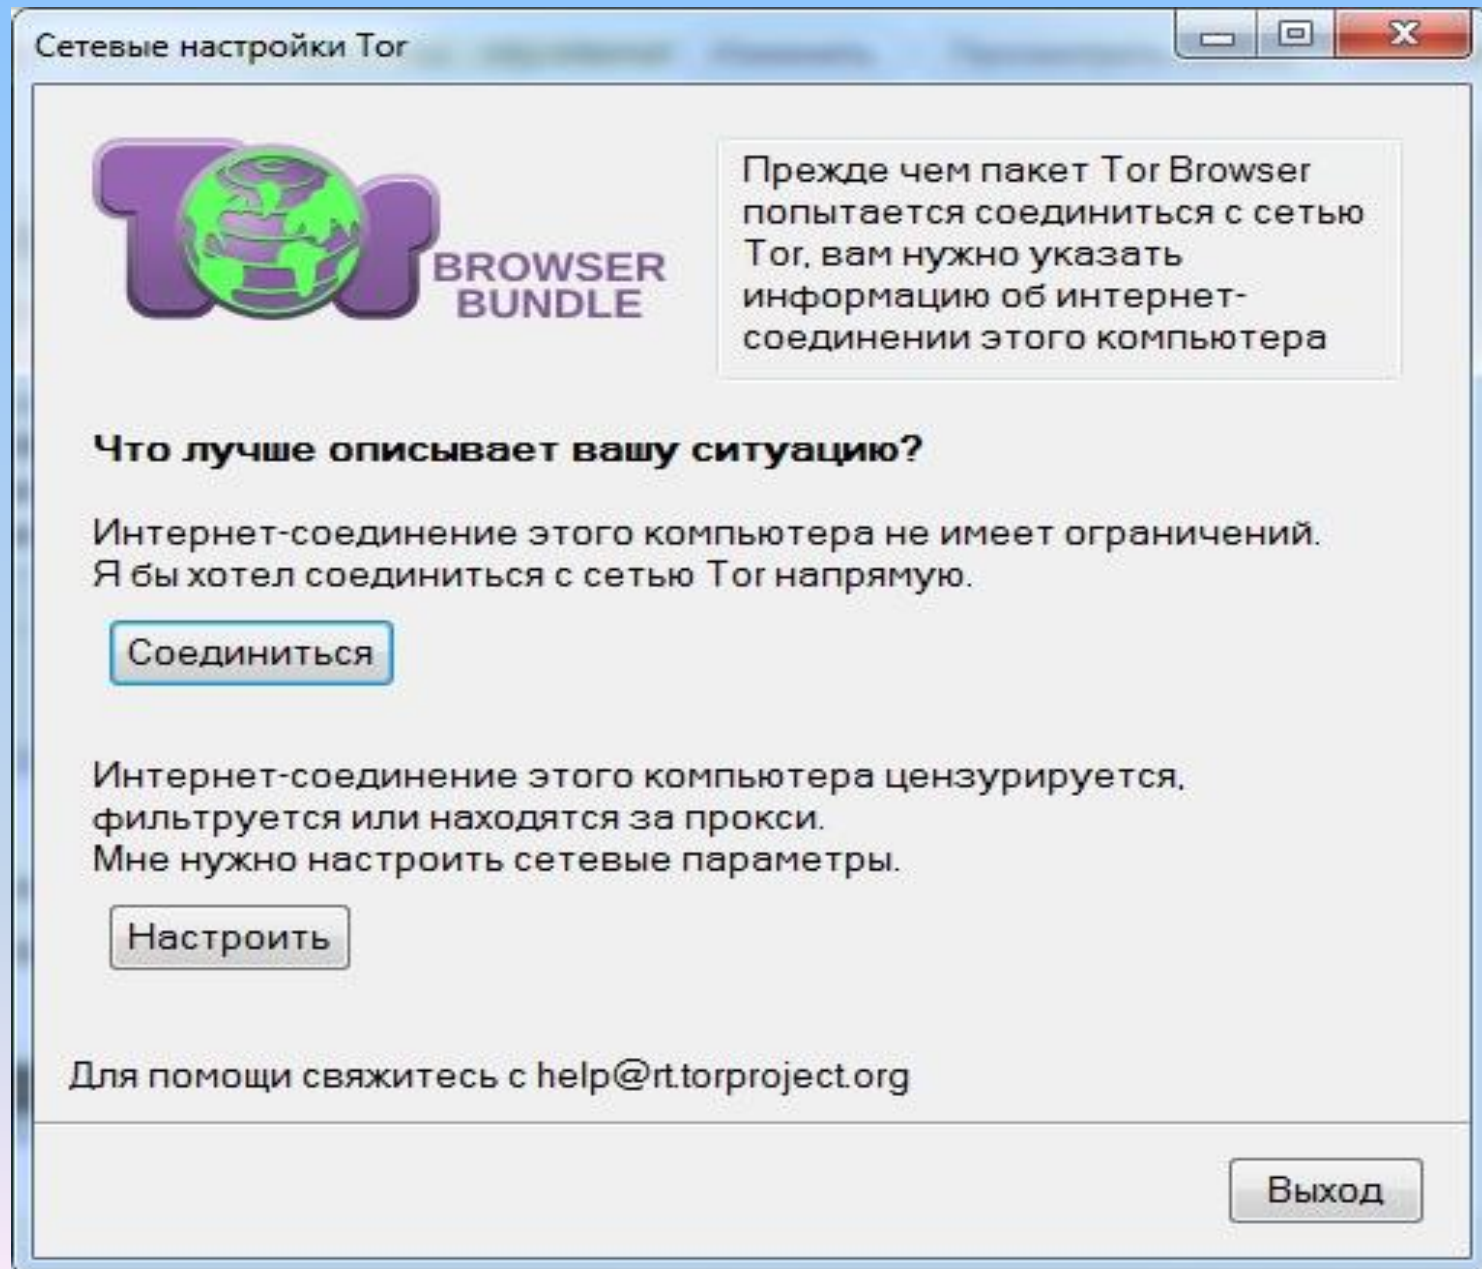 Сетевые настройки Tor
Tor
BROWSER
BUNDLE
Прежде чем пакет Tor Browser
попытается соединиться с сетью
Tor, вам нужно указать
информацию об интернет-
соединении этого компьютера
Что лучше описывает вашу ситуацию?
Интернет-соединение этого компьютера не имеет ограничений.
Я бы хотел соединиться с сетью Tor напрямую.
Соединиться
Интернет-соединение этого компьютера цензурируется,
фильтруется или находятся за прокси.
Мне нужно настроить сетевые параметры.
Настроить
Для помощи свяжитесь с help@rt.torproject.org
Выход